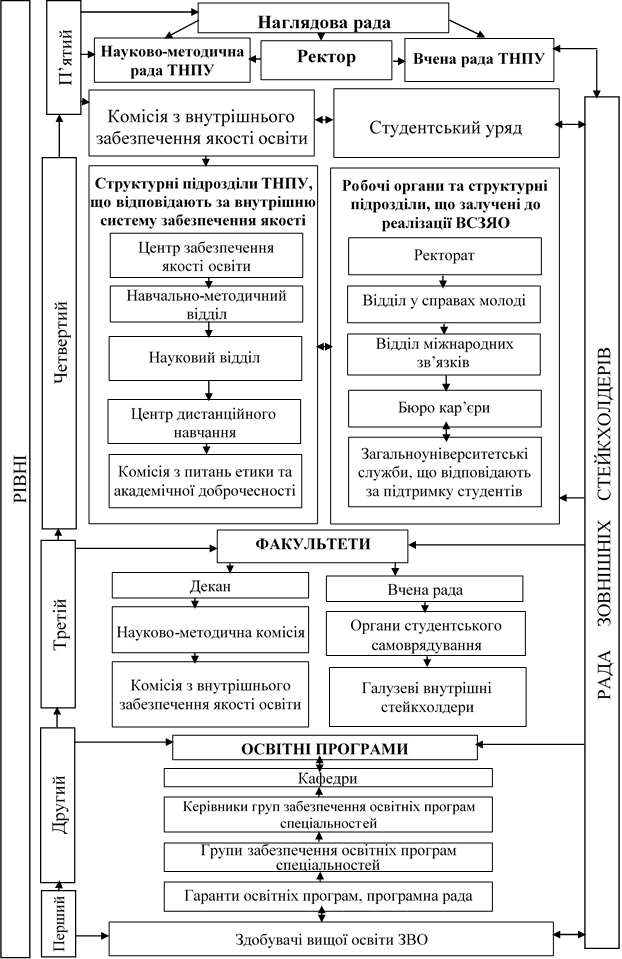 РІВНІ
П’ятий
Наглядова рада
Науково-методична
рада ТНПУ
Ректор
Вчена рада ТНПУ
Комісія з внутрішнього
забезпечення якості освіти
Студентський уряд
Четвертий
Структурні підрозділи ТНПУ,
що відповідають за внутрішню
систему забезпечення якості
Центр забезпечення
якості освіти
Навчально-методичний
відділ
Науковий відділ
Центр дистанційного
навчання
Комісія з питань етики та
академічної доброчесності
Робочі органи та структурні
підрозділи, що залучені до
реалізації ВСЗЯО
Ректорат
Відділ у справах молоді
Відділ міжнародних
зв’язків
Бюро кар’єри
Загальноуніверситетські
служби, що відповідають
за підтримку студентів
Третій
ФАКУЛЬТЕТИ
Декан
Науково-методична комісія
Комісія з внутрішнього
забезпечення якості освіти
Вчена рада
Органи студентського
самоврядування
Галузеві внутрішні
стейкхолдери
Другий
ОСВІТНІ ПРОГРАМИ
Кафедри
Керівники груп забезпечення освітніх програм
спеціальностей
Групи забезпечення освітніх програм
спеціальностей
Гаранти освітніх програм, програмна рада
Перший
Здобувачі вищої освіти ЗВО
РАДА ЗОВНІШНІХ СТЕЙКХОЛДЕРІВ